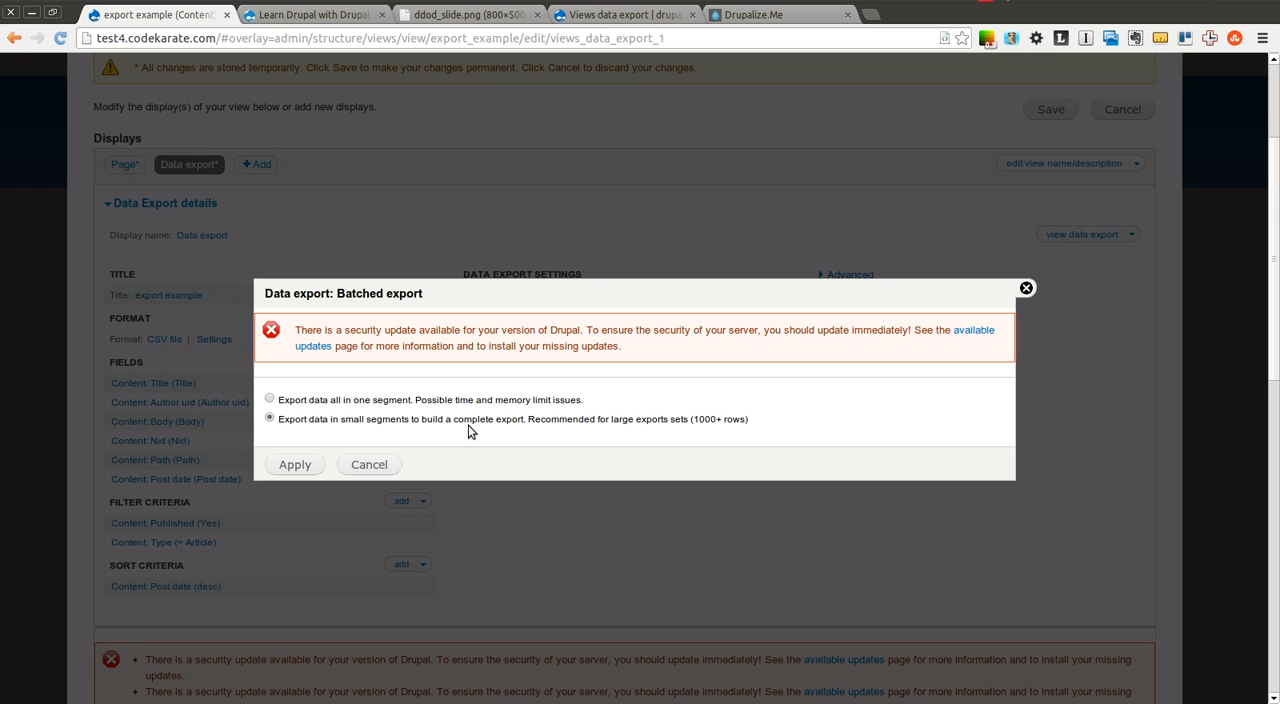 export example (Content
Learn Drupal with Drupal
ddod_slide.png (800×500
Views data export | drupa
Drupalize.Me
test4.codekarate.com/#overlay=admin/structure/views/view/export_example/edit/views_data_export_1
* All changes are stored temporarily. Click Save to make your changes permanent. Click Cancel to discard your changes.
Modify the display(s) of your view below or add new displays.
Save
Cancel
Displays
Page*
Data export*
+ Add
edit view name/description
Data Export details
Display name: Data export
view data export
TITLE
Title: export example
FORMAT
Format: CSV file | Settings
FIELDS
Content: Title (Title)
Content: Author uid (Author uid)
Content: Body (Body)
Content: Nid (Nid)
Content: Path (Path)
Content: Post date (Post date)
FILTER CRITERIA
add
Content: Published (Yes)
Content: Type (= Article)
SORT CRITERIA
add
Content: Post date (desc)
DATA EXPORT SETTINGS
Advanced
Data export: Batched export
There is a security update available for your version of Drupal. To ensure the security of your server, you should update immediately! See the available
updates page for more information and to install your missing updates.
Export data all in one segment. Possible time and memory limit issues.
Export data in small segments to build a complete export. Recommended for large exports sets (1000+ rows)
Apply
Cancel
• There is a security update available for your version of Drupal. To ensure the security of your server, you should update immediately! See the available updates page for more information and to install your missing
updates.
• There is a security update available for your version of Drupal. To ensure the security of your server, you should update immediately! See the available updates page for more information and to install your missing